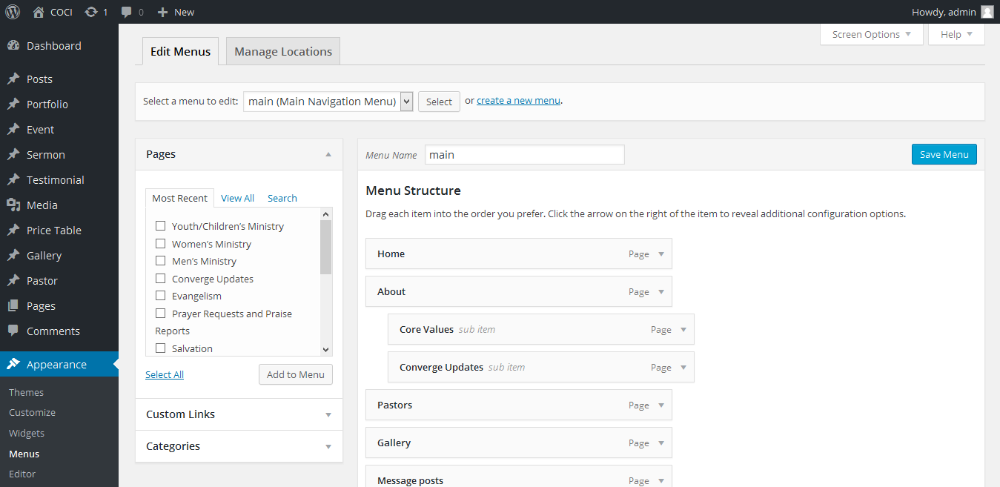 COCI 1 0 New Howdy, admin
Screen Options Help
Dashboard
Posts
Portfolio
Event
Sermon
Testimonial
Media
Price Table
Gallery
Pastor
Pages
Comments
Appearance
Themes
Customize
Widgets
Menus
Editor
Edit Menus Manage Locations
Select a menu to edit: main (Main Navigation Menu) Select or create a new menu.
Pages
Most Recent View All Search
Youth/Children’s Ministry
Women’s Ministry
Men’s Ministry
Converge Updates
Evangelism
Prayer Requests and Praise
Reports
Salvation
Select All Add to Menu
Custom Links
Categories
Menu Name main Save Menu
Menu Structure
Drag each item into the order you prefer. Click the arrow on the right of the item to reveal additional configuration options.
Home Page
About Page
Core Values sub item Page
Converge Updates sub item Page
Pastors Page
Gallery Page
Message posts Page